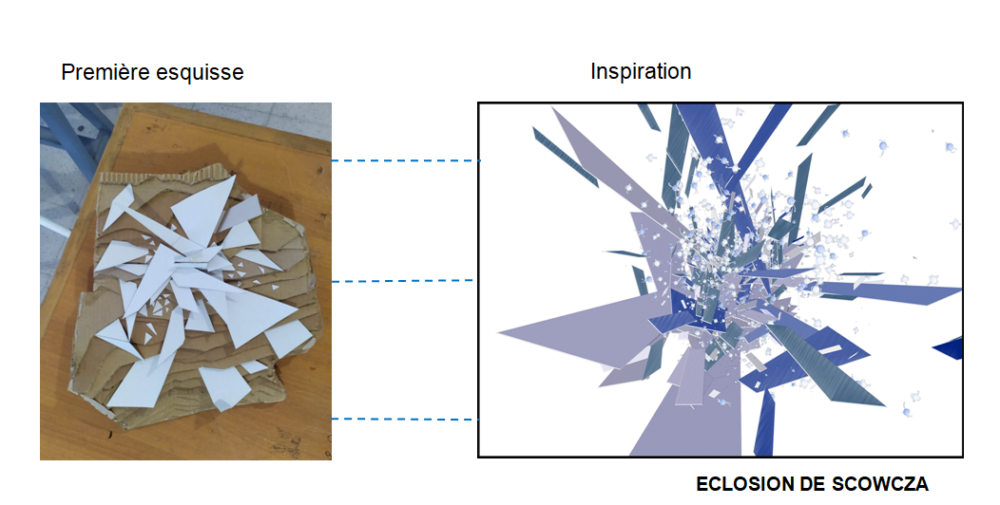 Première esquisse
Inspiration
ECLOSION DE SCOWCZA